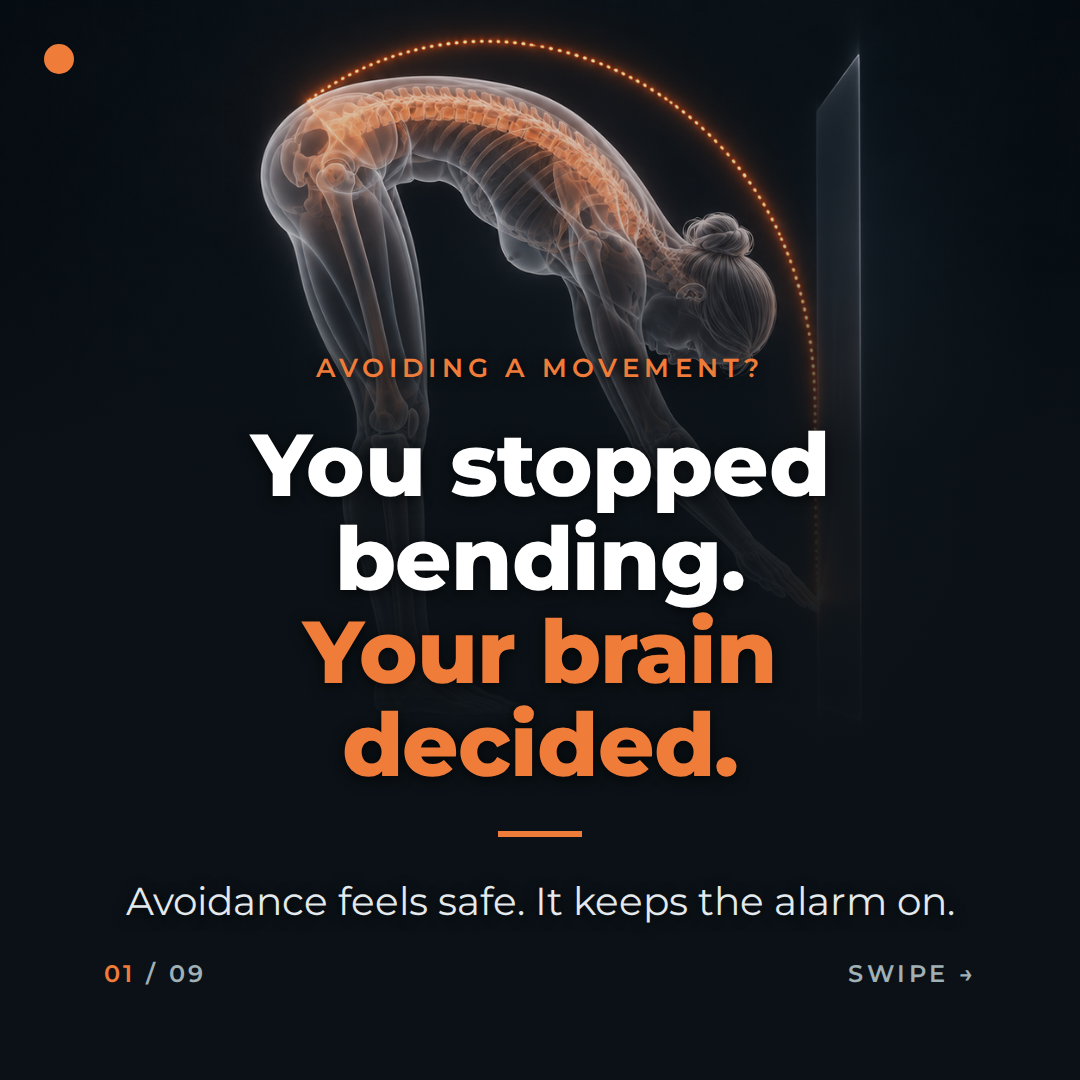 AVOIDING A MOVEMENT?
You stopped
bending.
Your brain
decided.
Avoidance feels safe. It keeps the alarm on.
01 / 09
SWIPE →